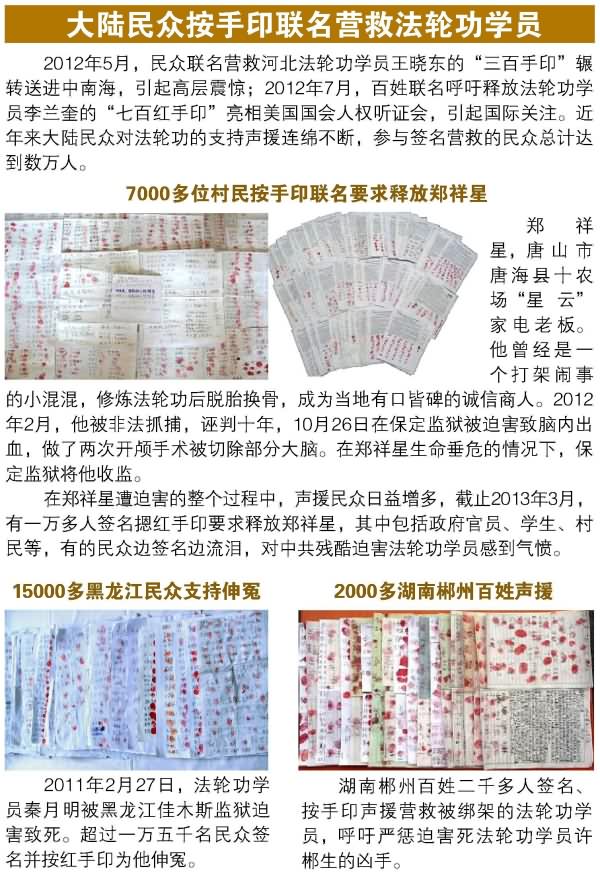 大陆民众按手印联名营救法轮功学员
2012年5月，民众联名营救河北法轮功学员王晓东的“三百手印”辗
转送进中南海，引起高层震惊；2012年7月，百姓联名呼吁释放法轮功学
员李兰奎的“七百红手印”亮相美国国会人权听证会，引起国际关注。近
年来大陆民众对法轮功的支持声援连绵不断，参与签名营救的民众总计达
到数万人。
7000多位村民按手印联名要求释放郑祥星
郑祥
星，唐山市
唐海县十农
场“星云”
家电老板。
他曾经是一
个打架闹事
的小混混，修炼法轮功后脱胎换骨，成为当地有口皆碑的诚信商人。2012
年2月，他被非法抓捕，诬判十年，10月26日在保定监狱被迫害致脑内出
血，做了两次开颅手术被切除部分大脑。在郑祥星生命垂危的情况下，保
定监狱将他收监。
在郑祥星遭迫害的整个过程中，声援民众日益增多，截止2013年3月，
有一万多人签名摁红手印要求释放郑祥星，其中包括政府官员、学生、村
民等，有的民众边签名边流泪，对中共残酷迫害法轮功学员感到气愤。
15000多黑龙江民众支持伸冤
2011年2月27日，法轮功学
员秦月明被黑龙江佳木斯监狱迫
害致死。超过一万五千名民众签
名并按红手印为他伸冤。
2000多湖南郴州百姓声援
湖南郴州百姓二千多人签名、
按手印声援营救被绑架的法轮功学
员，呼吁严惩迫害死法轮功学员许
郴生的凶手。